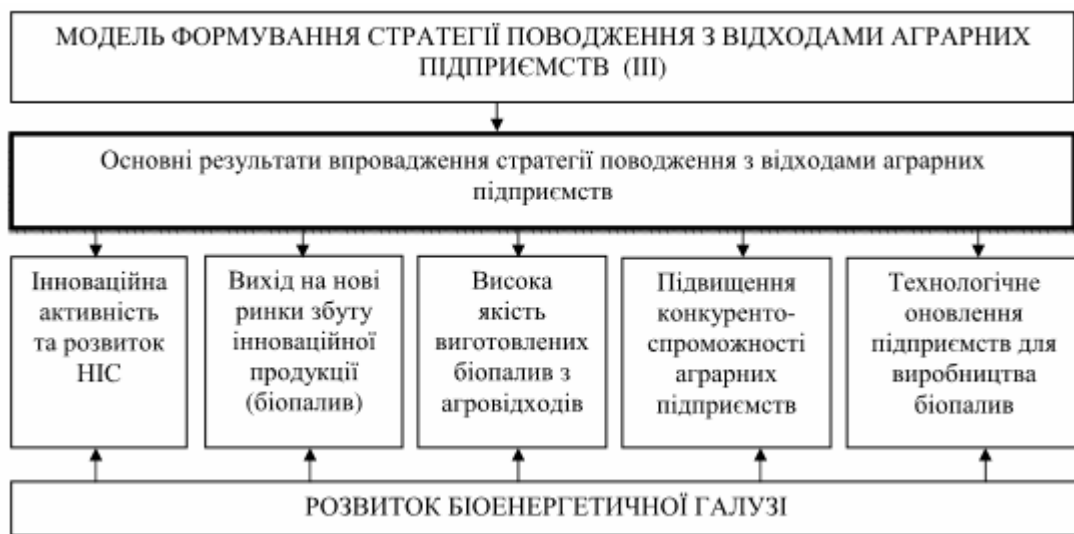 МОДЕЛЬ ФОРМУВАННЯ СТРАТЕГІЇ ПОВОДЖЕННЯ З ВІДХОДАМИ АГРАРНИХ
ПІДПРИЄМСТВ (ІІІ)
Основні результати впровадження стратегії поводження з відходами аграрних
підприємств
Інноваційна
активність
та розвиток
НІС
Вихід на нові
ринки збуту
інноваційної
продукції
(біопалив)
Висока
якість
виготовлених
біопалив з
агровідходів
Підвищення
конкуренто-
спроможності
аграрних
підприємств
Технологічне
оновлення
підприємств для
виробництва
біопалив
РОЗВИТОК БІОЕНЕРГЕТИЧНОЇ ГАЛУЗІ